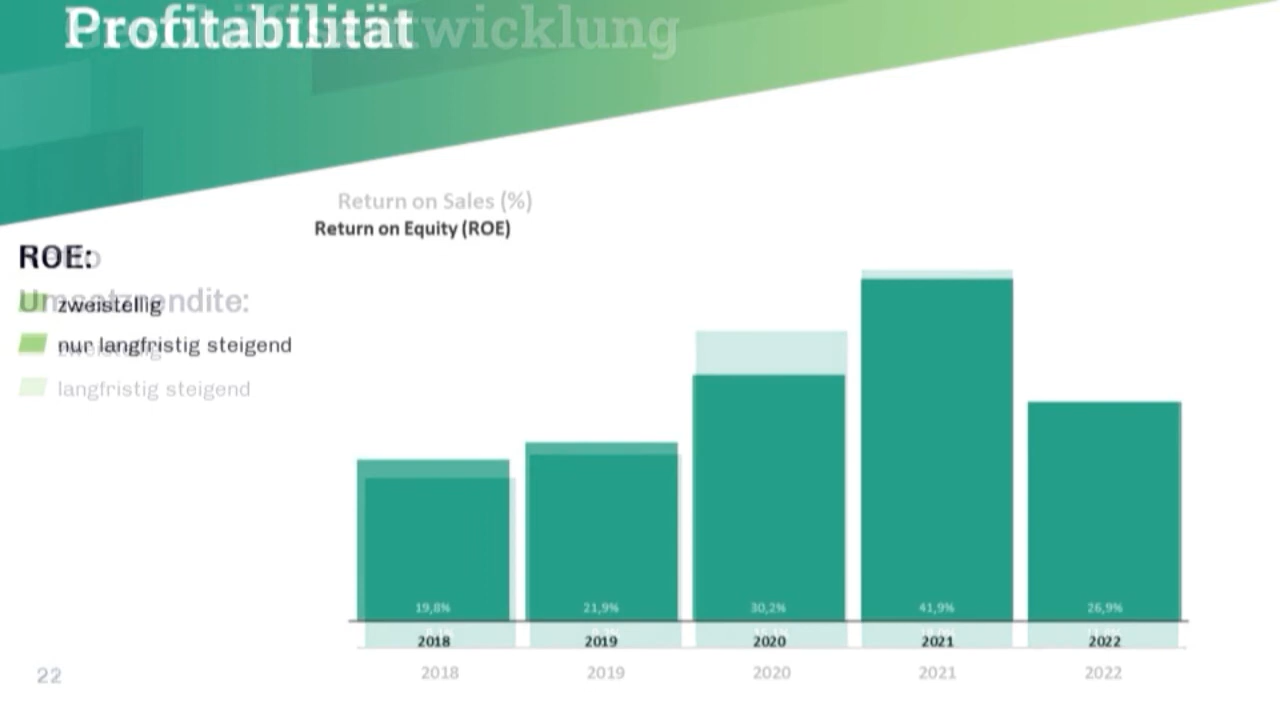 Profitabilität
Return on Sales (%)
Return on Equity (ROE)
ROE:
Umsatzrendite:
zweistellig
nur langfristig steigend
langfristig steigend
19,8% 21,9% 30,2% 41,9% 26,9%
2018 2019 2020 2021 2022
2018 2019 2020 2021 2022
22